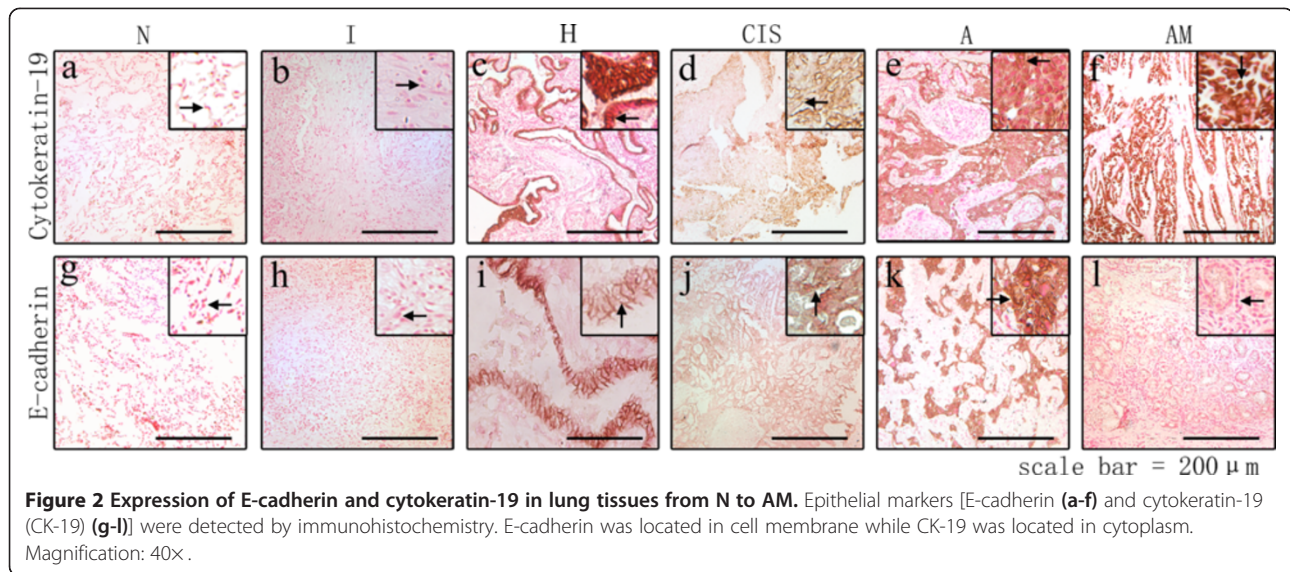 N I H CIS A AM
Cytokeratin-19
a b c d e f
E-cadherin
g h i j k l
scale bar = 200 μm
Figure 2 Expression of E-cadherin and cytokeratin-19 in lung tissues from N to AM. Epithelial markers [E-cadherin (a-f) and cytokeratin-19
(CK-19) (g-l)] were detected by immunohistochemistry. E-cadherin was located in cell membrane while CK-19 was located in cytoplasm.
Magnification: 40×.